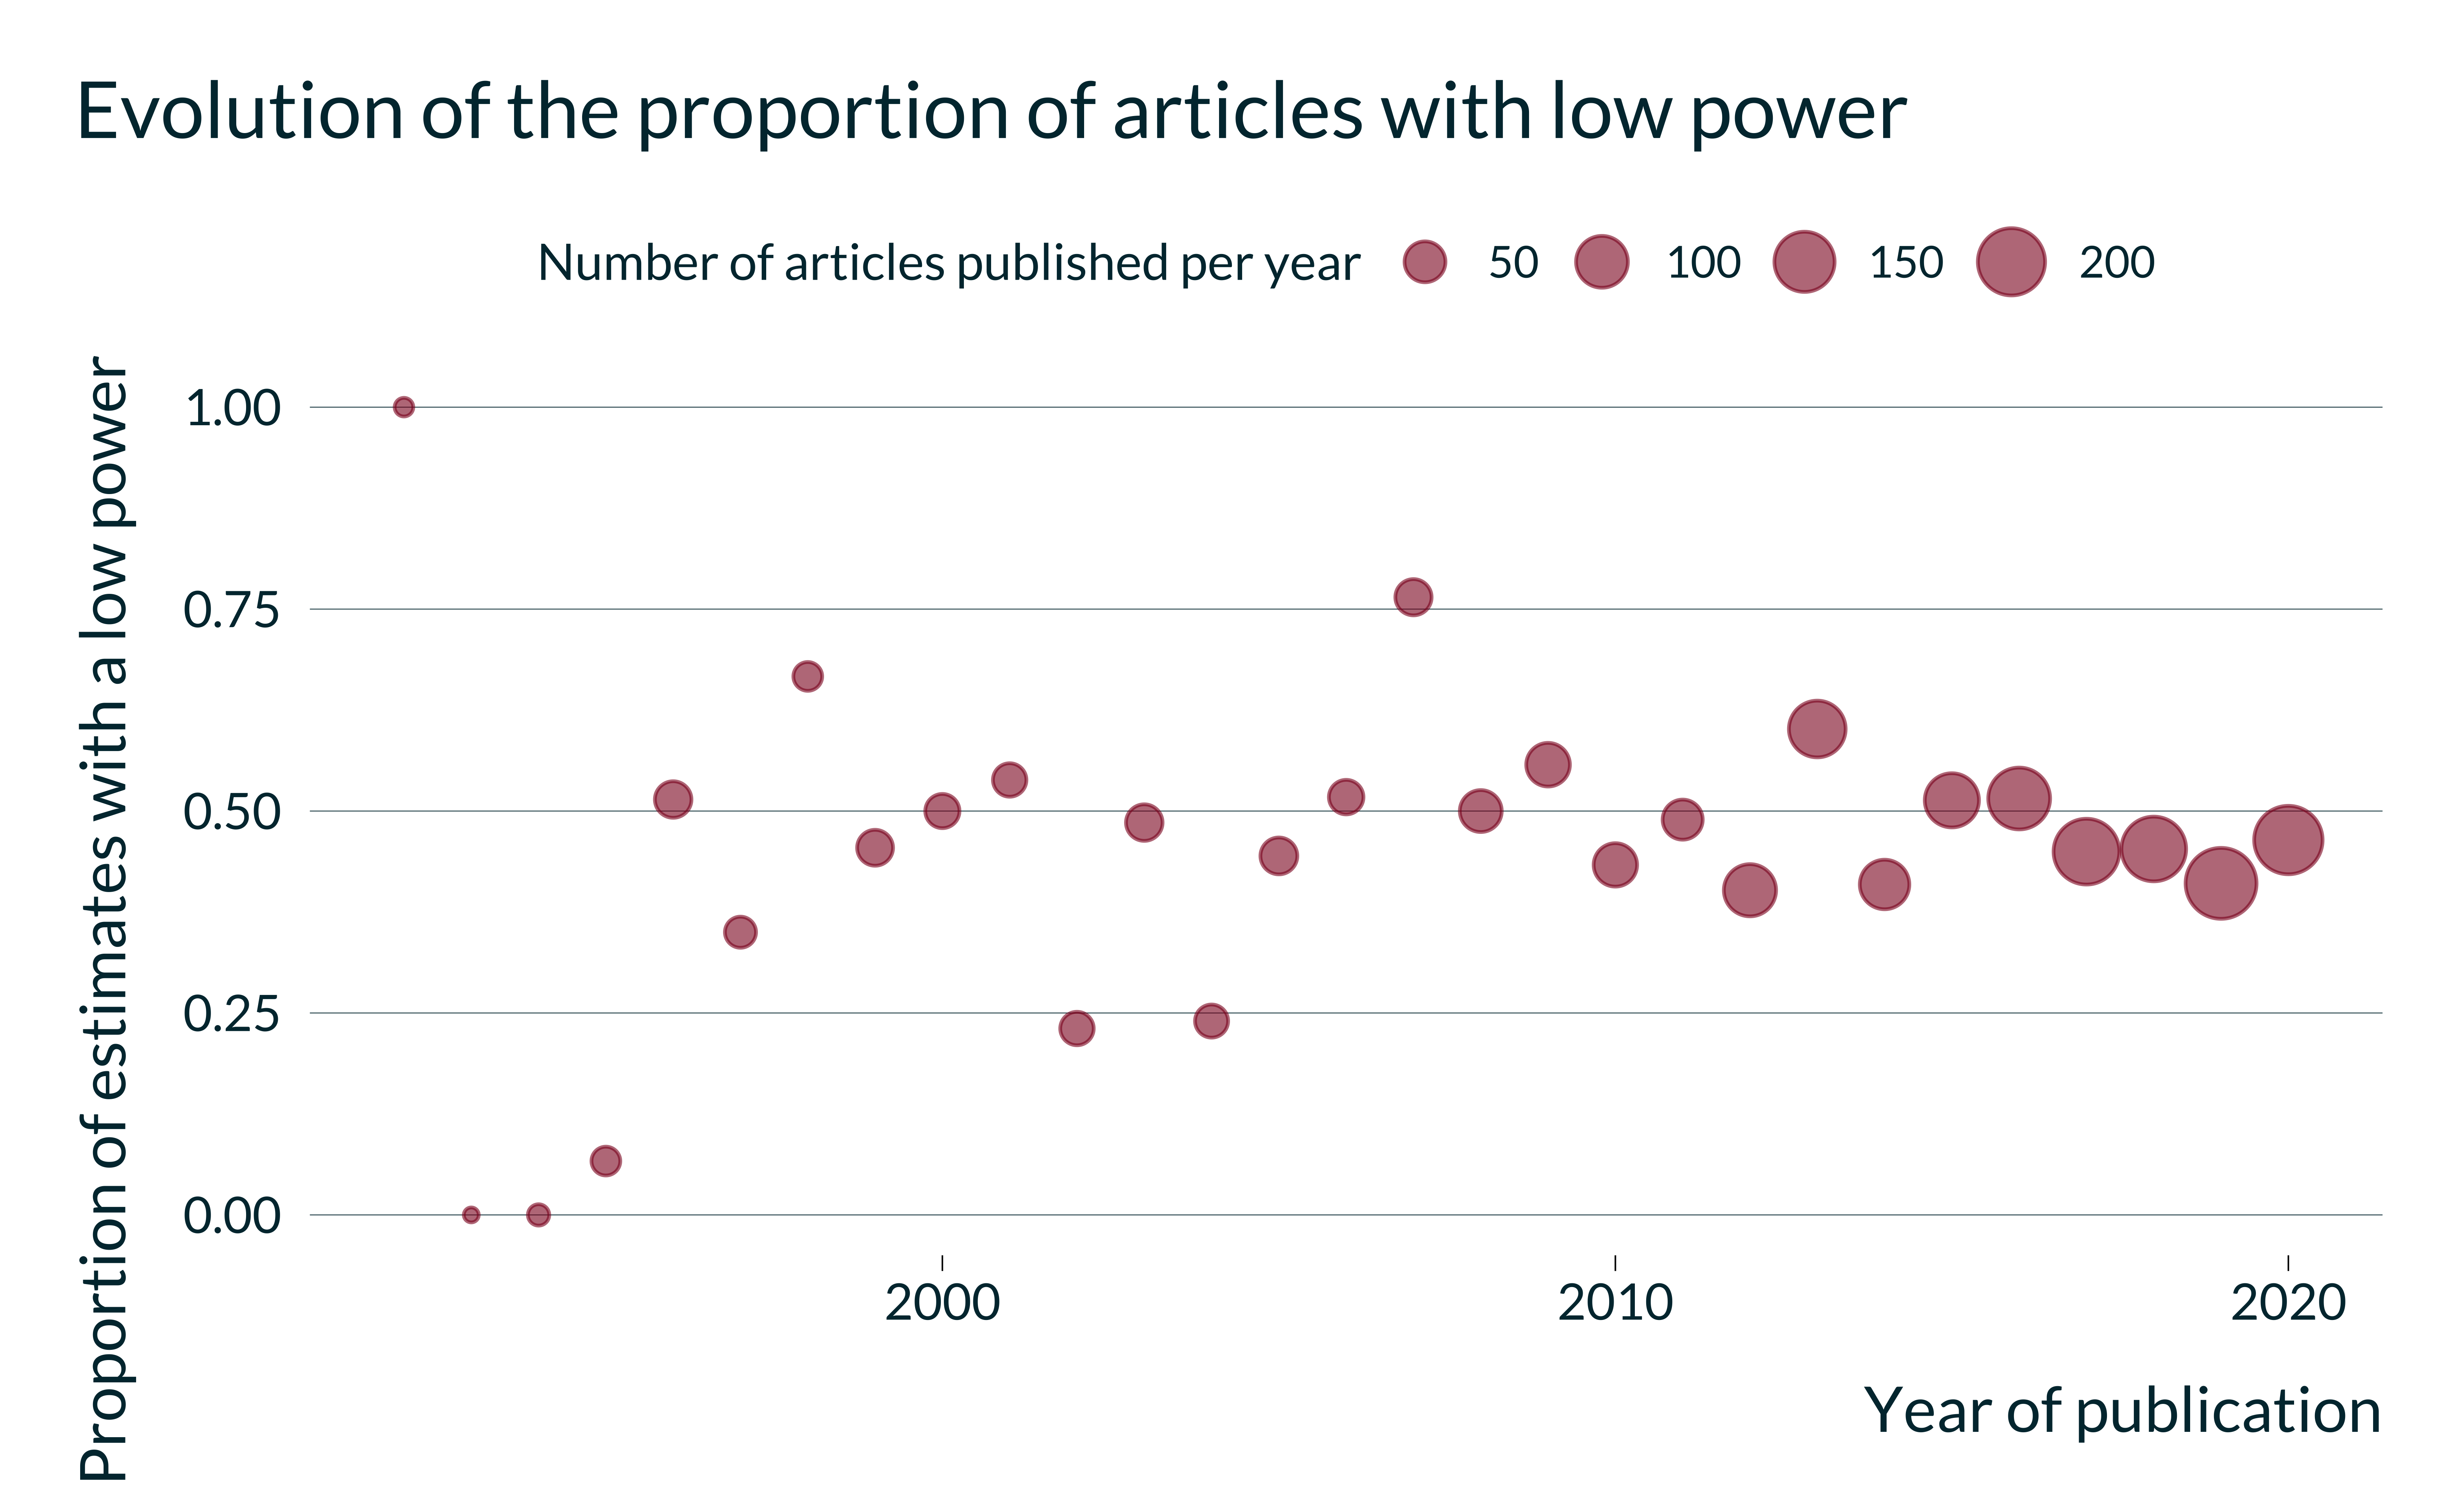 Evolution of the proportion of articles with low power
Number of articles published per year 50 100 150 200
Proportion of estimates with a low power
1.00
0.75
0.50
0.25
0.00
2000 2010 2020
Year of publication